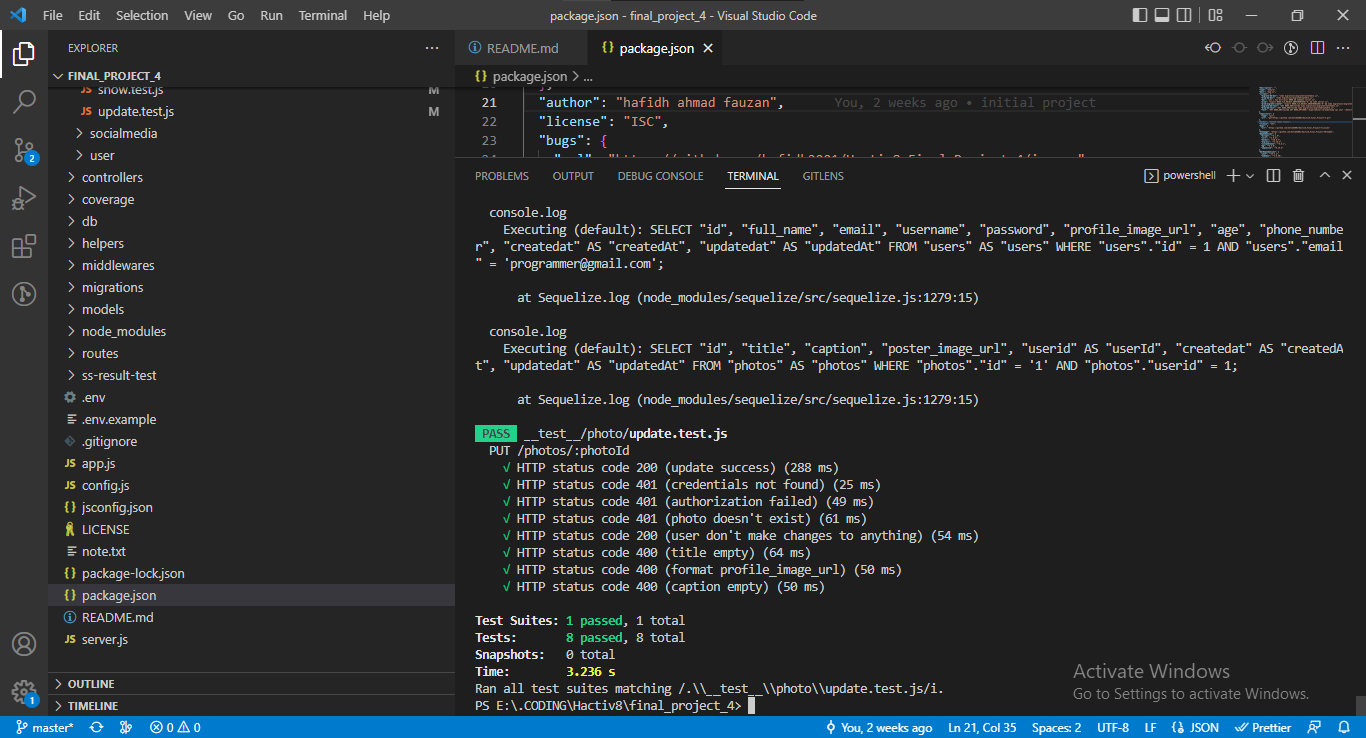 File Edit Selection View Go Run Terminal Help
package.json - final_project_4 - Visual Studio Code
EXPLORER
FINAL_PROJECT_4
JS show.test.js M
JS update.test.js M
socialmedia
user
controllers
coverage
db
helpers
middlewares
migrations
models
node_modules
routes
ss-result-test
.env
.env.example
.gitignore
JS app.js
JS config.js
{} jsconfig.json
LICENSE
note.txt
{} package-lock.json
{} package.json
README.md
JS server.js
OUTLINE
TIMELINE
2
1
README.md
{} package.json
{} package.json > ...
21 "author": "hafidh ahmad fauzan", You, 2 weeks ago • initial project
22 "license": "ISC",
23 "bugs": {
PROBLEMS OUTPUT DEBUG CONSOLE TERMINAL GITLENS
powershell
console.log
Executing (default): SELECT "id", "full_name", "email", "username", "password", "profile_image_url", "age", "phone_numbe
r", "createdat" AS "createdAt", "updatedat" AS "updatedAt" FROM "users" AS "users" WHERE "users"."id" = 1 AND "users"."email
" = 'programmer@gmail.com';
at Sequelize.log (node_modules/sequelize/src/sequelize.js:1279:15)
console.log
Executing (default): SELECT "id", "title", "caption", "poster_image_url", "userid" AS "userId", "createdat" AS "createdA
t", "updatedat" AS "updatedAt" FROM "photos" AS "photos" WHERE "photos"."id" = '1' AND "photos"."userid" = 1;
at Sequelize.log (node_modules/sequelize/src/sequelize.js:1279:15)
PASS __test__/photo/update.test.js
PUT /photos/:photoId
√ HTTP status code 200 (update success) (288 ms)
√ HTTP status code 401 (credentials not found) (25 ms)
√ HTTP status code 401 (authorization failed) (49 ms)
√ HTTP status code 401 (photo doesn't exist) (61 ms)
√ HTTP status code 200 (user don't make changes to anything) (54 ms)
√ HTTP status code 400 (title empty) (64 ms)
√ HTTP status code 400 (format profile_image_url) (50 ms)
√ HTTP status code 400 (caption empty) (50 ms)
Test Suites: 1 passed, 1 total
Tests: 8 passed, 8 total
Snapshots: 0 total
Time: 3.236 s
Ran all test suites matching /.\\__test__\\photo\\update.test.js/i.
PS E:\.CODING\Hactiv8\final_project_4>
Activate Windows
Go to Settings to activate Windows.
master* 0 0 You, 2 weeks ago Ln 21, Col 35 Spaces: 2 UTF-8 LF {} JSON Prettier